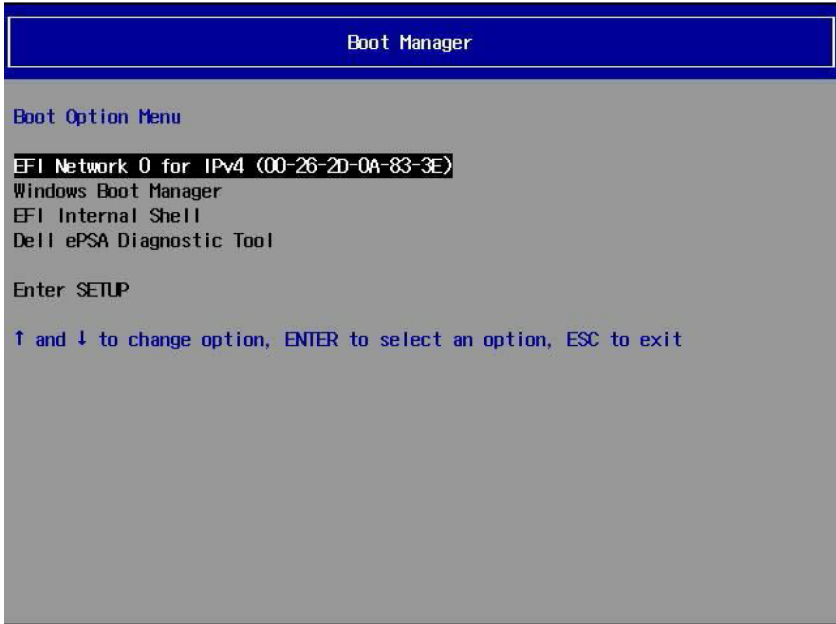 Boot Manager
Boot Option Menu
EFI Network 0 for IPv4 (00-26-2D-0A-83-3E)
Windows Boot Manager
EFI Internal Shell
Dell ePSA Diagnostic Tool
Enter SETUP
↑ and ↓ to change option, ENTER to select an option, ESC to exit